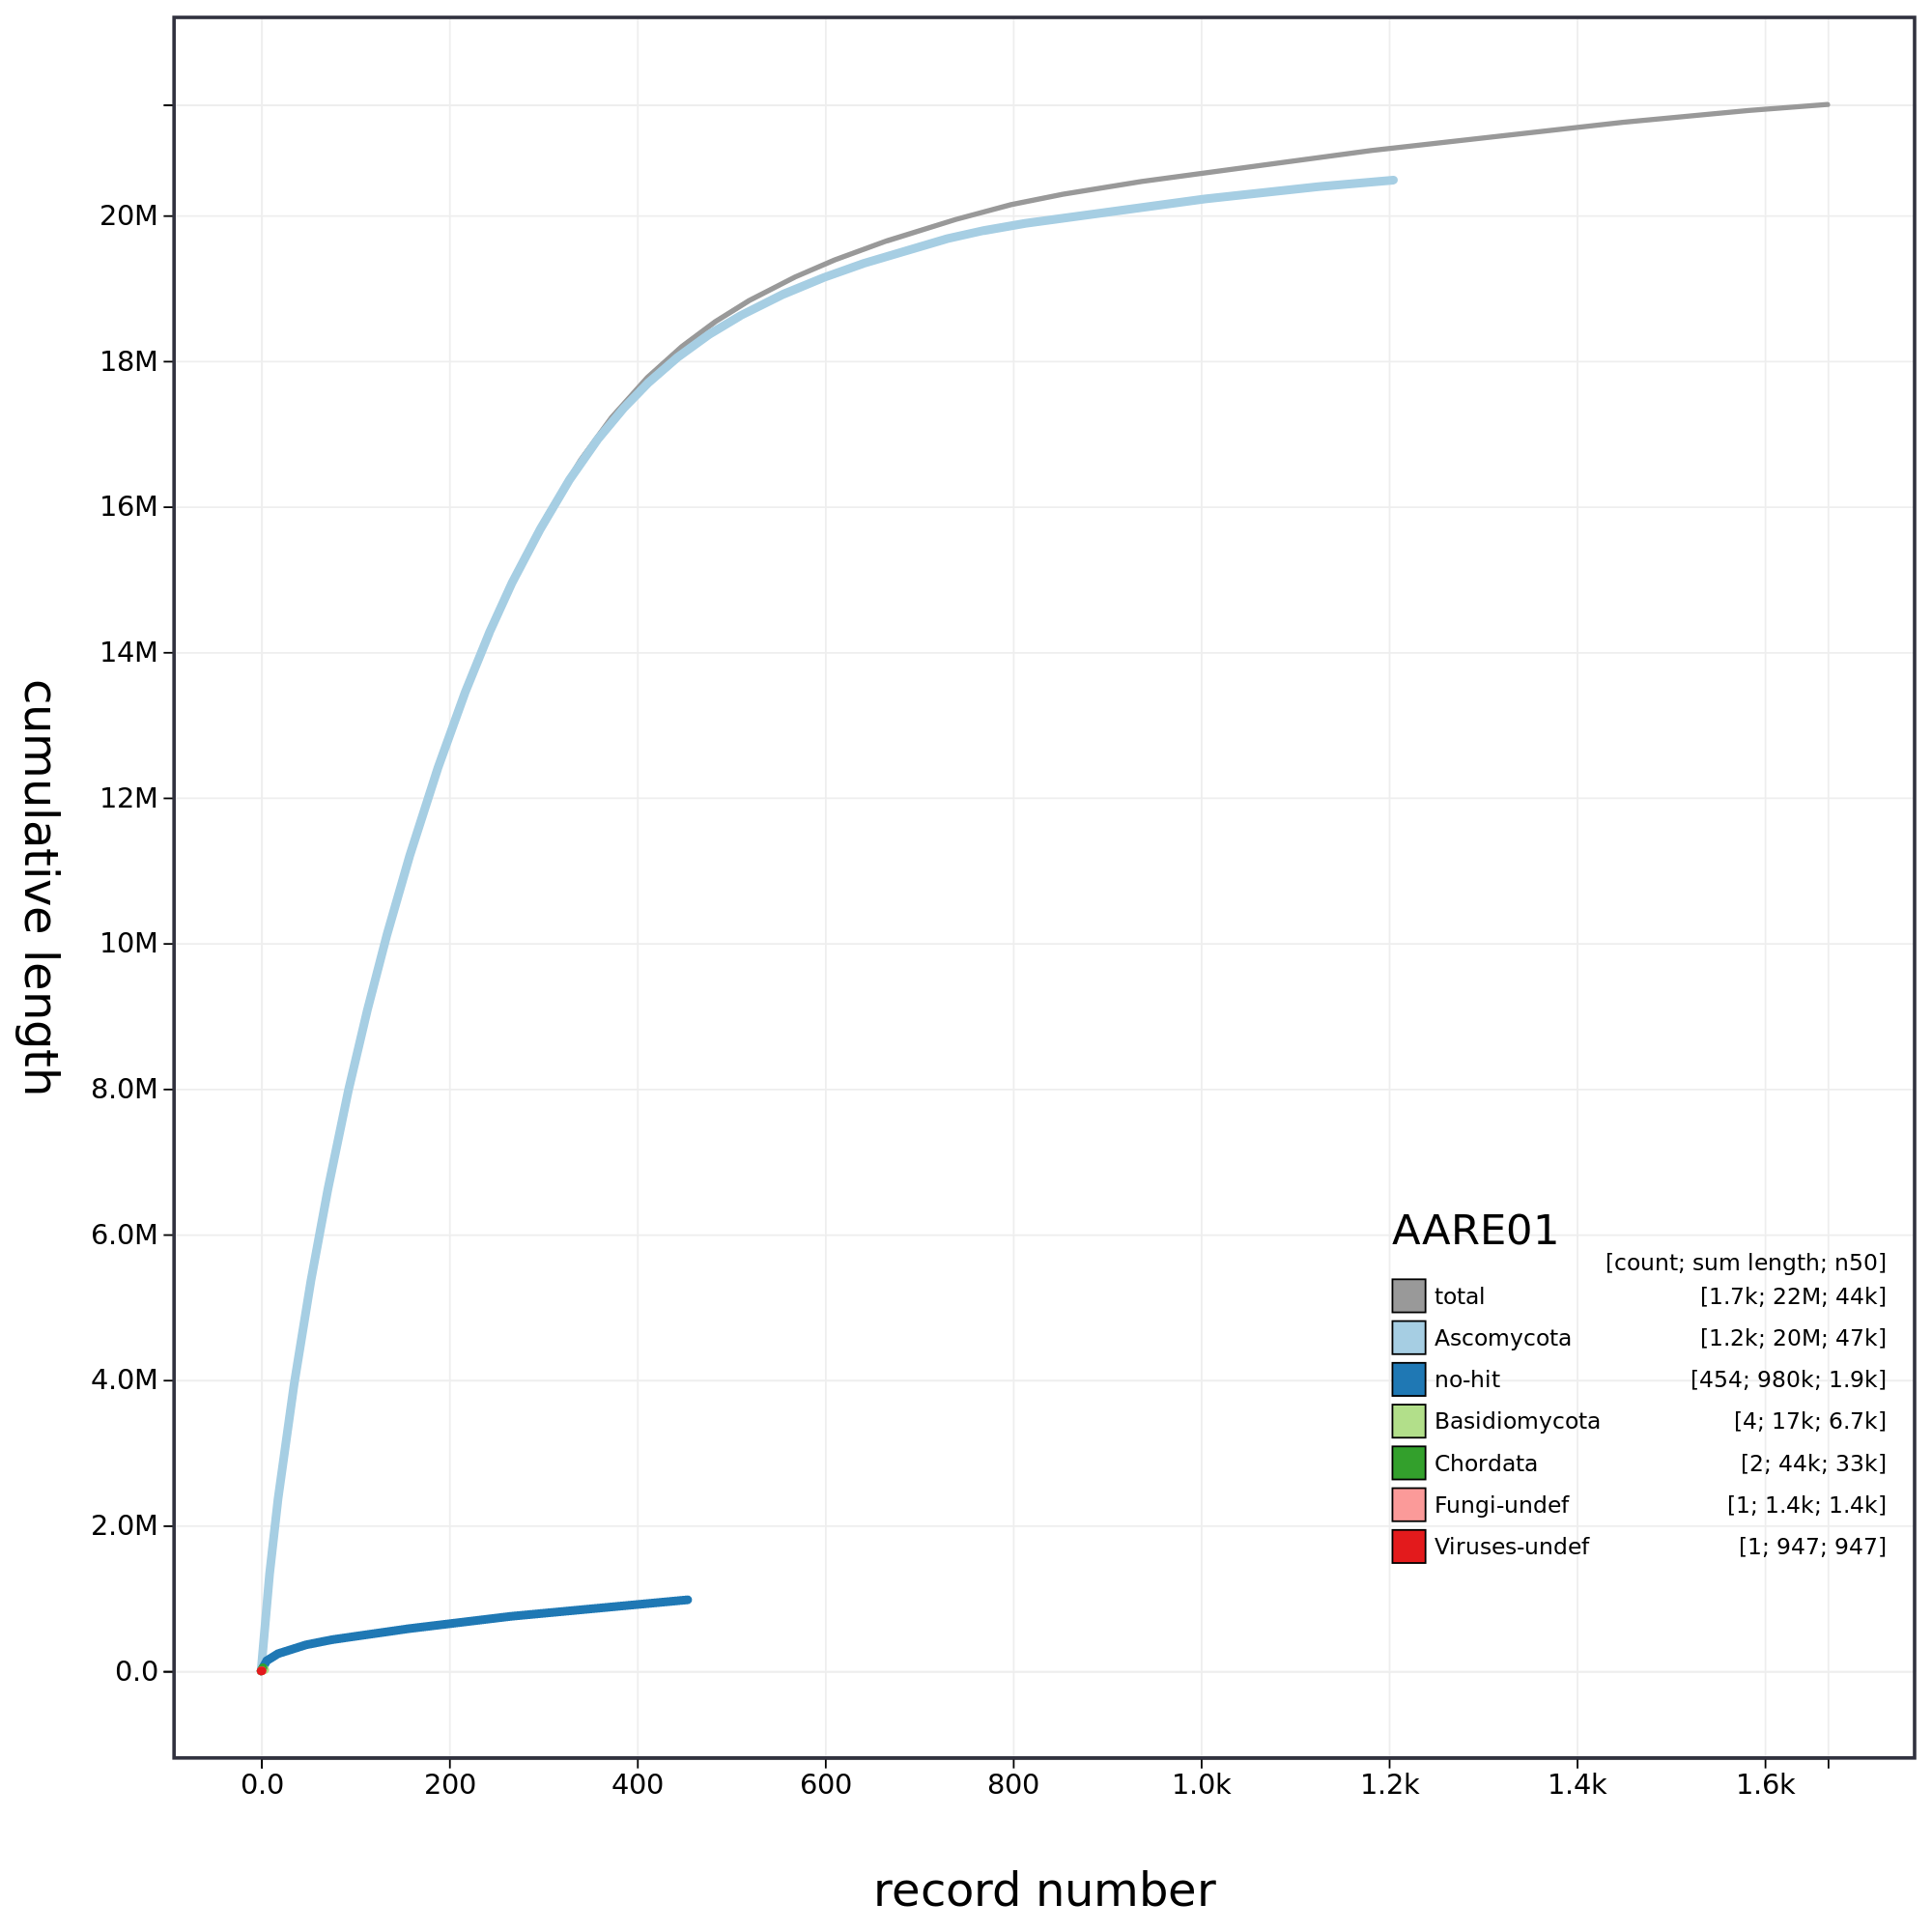 20M
18M
16M
14M
12M
10M
8.0M
6.0M
4.0M
2.0M
0.0
cumulative length
AARE01
[count; sum length; n50]
total [1.7k; 22M; 44k]
Ascomycota [1.2k; 20M; 47k]
no-hit [454; 980k; 1.9k]
Basidiomycota [4; 17k; 6.7k]
Chordata [2; 44k; 33k]
Fungi-undef [1; 1.4k; 1.4k]
Viruses-undef [1; 947; 947]
0.0 200 400 600 800 1.0k 1.2k 1.4k 1.6k
record number